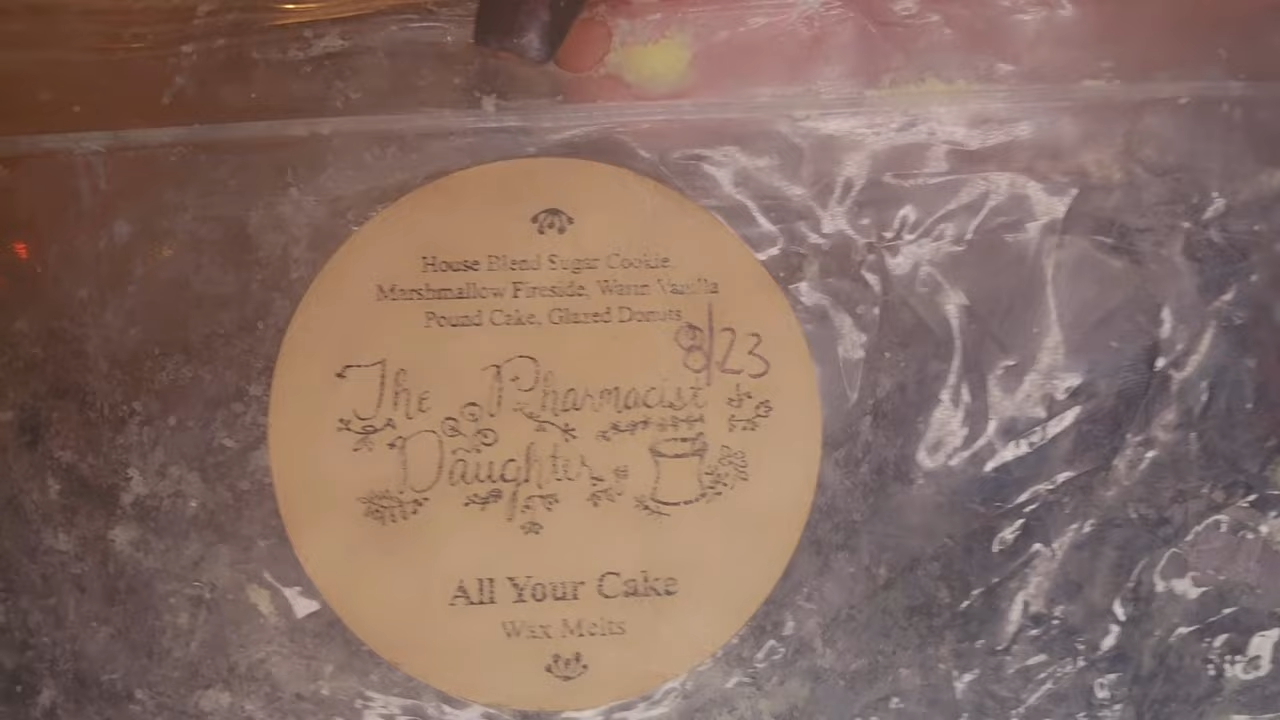 House Blend Sugar Cookie,
Marshmallow Fireside, Warm Vanilla
Pound Cake, Glazed Donuts
8/23
The Pharmacist
Daughter
All Your Cake
Wax Melts